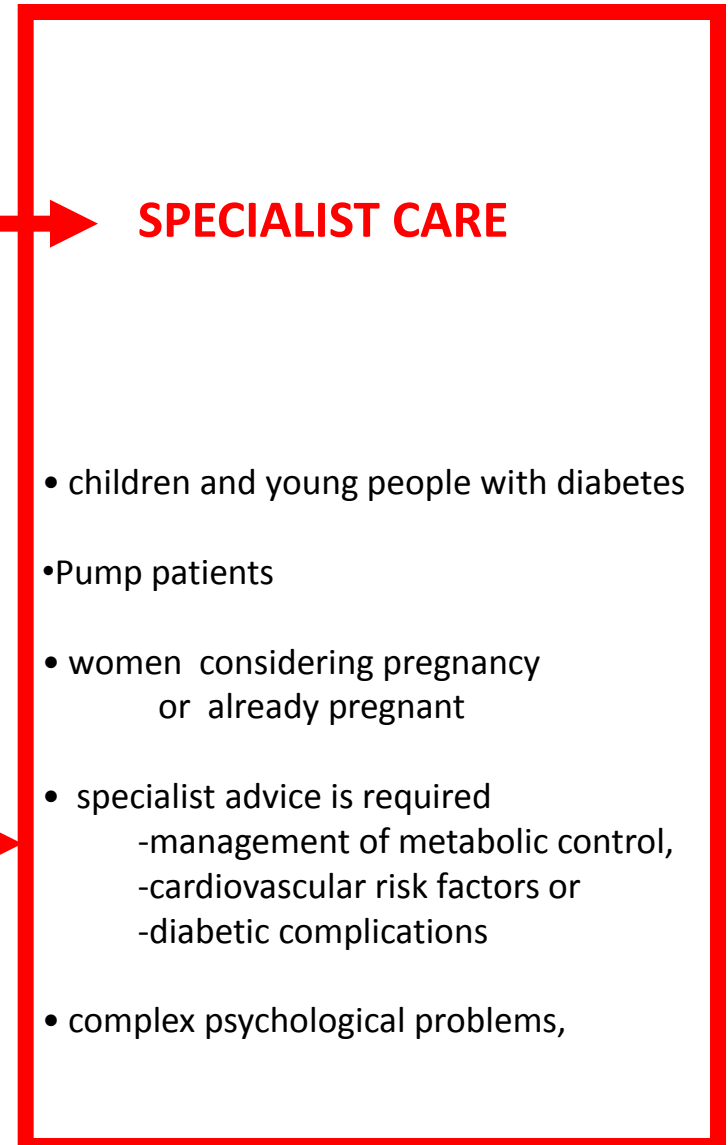 SPECIALIST CARE
• children and young people with diabetes
•Pump patients
• women  considering pregnancy
or  already pregnant
•  specialist advice is required
-management of metabolic control,
-cardiovascular risk factors or
-diabetic complications
• complex psychological problems,